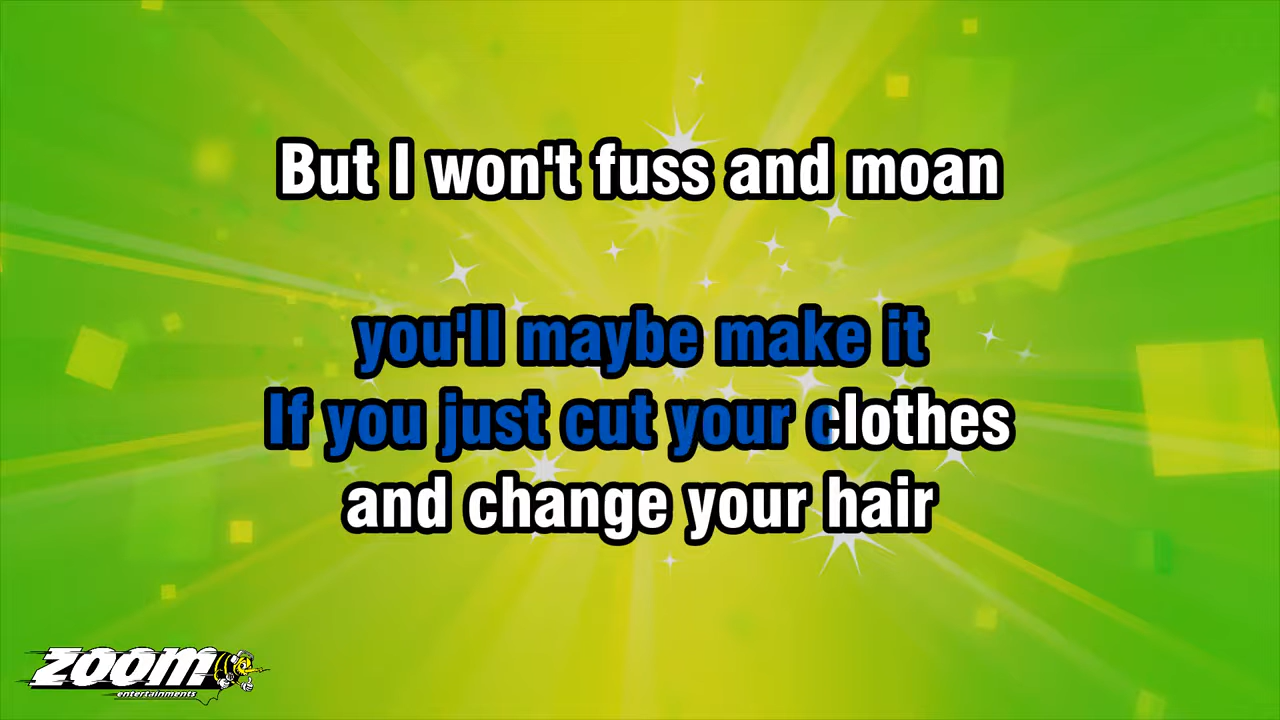 But I won't fuss and moan
you'll maybe make it
If you just cut your clothes
and change your hair
ZOOM
entertainments